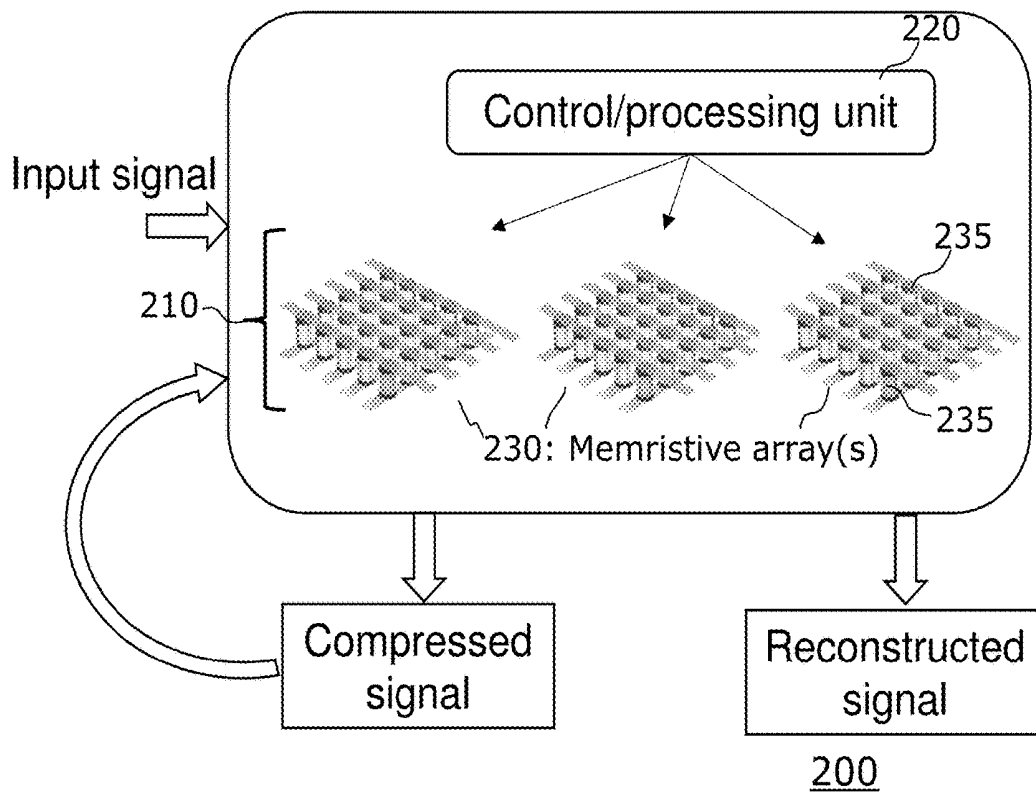 220
Control/processing unit
Input signal
235
210
235
230: Memristive array(s)
Compressed
signal
Reconstructed
signal
200